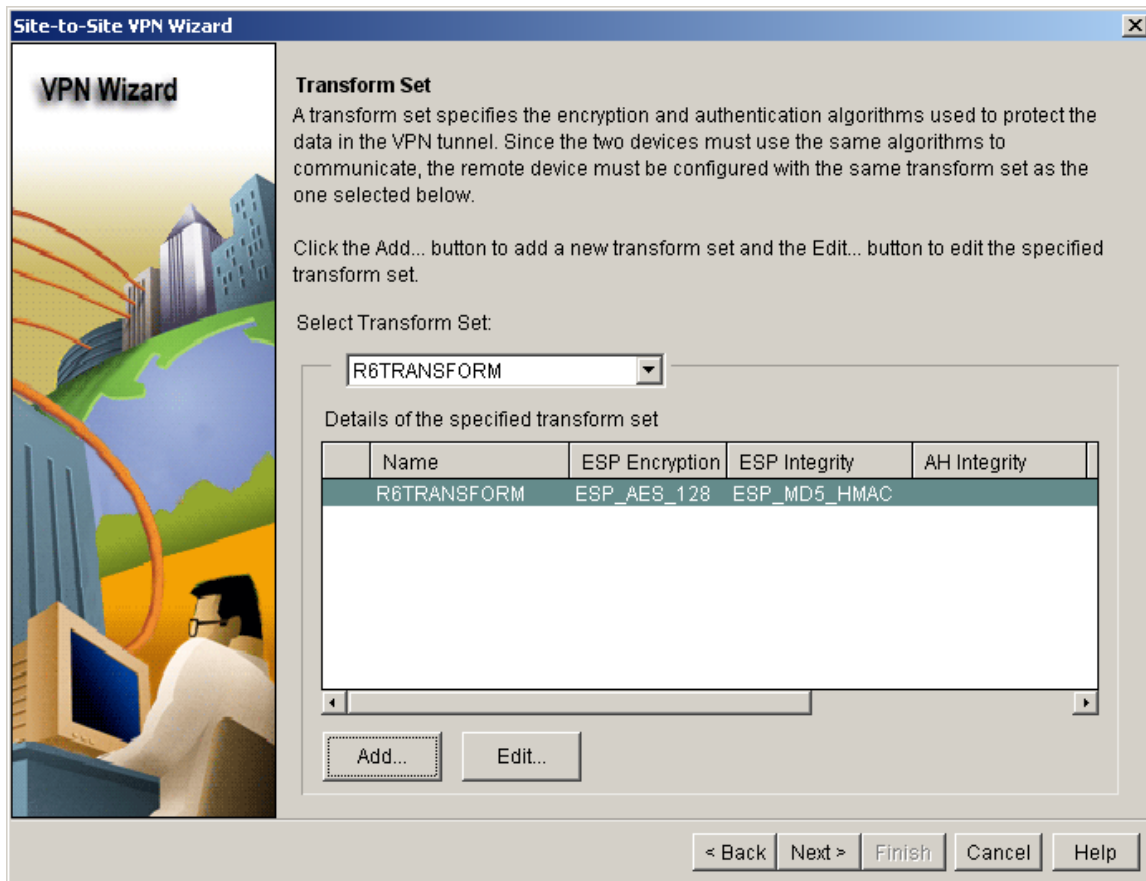 Site-to-Site VPN Wizard
VPN Wizard
Transform Set
A transform set specifies the encryption and authentication algorithms used to protect the
data in the VPN tunnel. Since the two devices must use the same algorithms to
communicate, the remote device must be configured with the same transform set as the
one selected below.
Click the Add... button to add a new transform set and the Edit... button to edit the specified
transform set.
Select Transform Set:
R6TRANSFORM
Details of the specified transform set
Name ESP Encryption ESP Integrity AH Integrity
R6TRANSFORM ESP_AES_128 ESP_MD5_HMAC
Add... Edit...
< Back Next > Finish Cancel Help